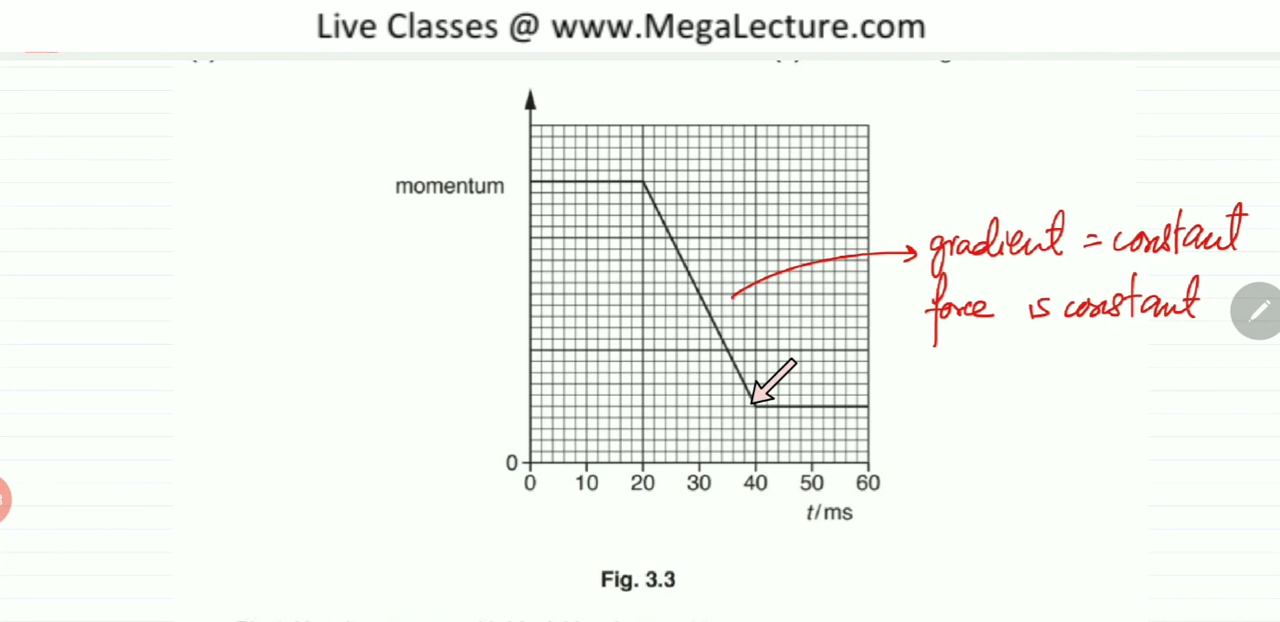 Live Classes @ www.MegaLecture.com
momentum
gradient = constant
force is constant
0
0 10 20 30 40 50 60
t/ms
Fig. 3.3